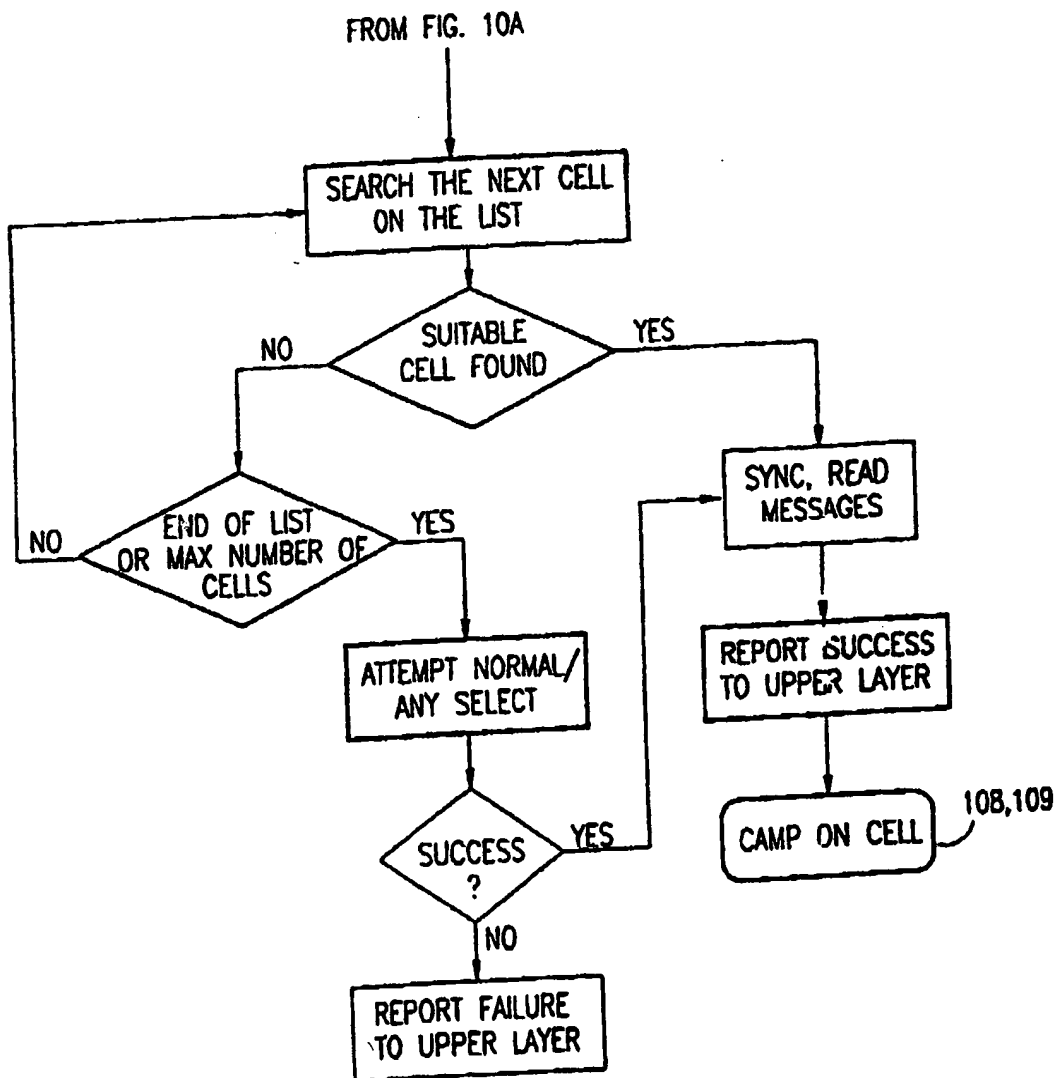 FROM FIG. 10A
SEARCH THE NEXT CELL
ON THE LIST
SUITABLE
CELL FOUND
NO
YES
END OF LIST
OR MAX NUMBER OF
CELLS
NO
YES
SYNC, READ
MESSAGES
ATTEMPT NORMAL/
ANY SELECT
REPORT SUCCESS
TO UPPER LAYER
SUCCESS
?
YES
NO
CAMP ON CELL
108,109
REPORT FAILURE
TO UPPER LAYER